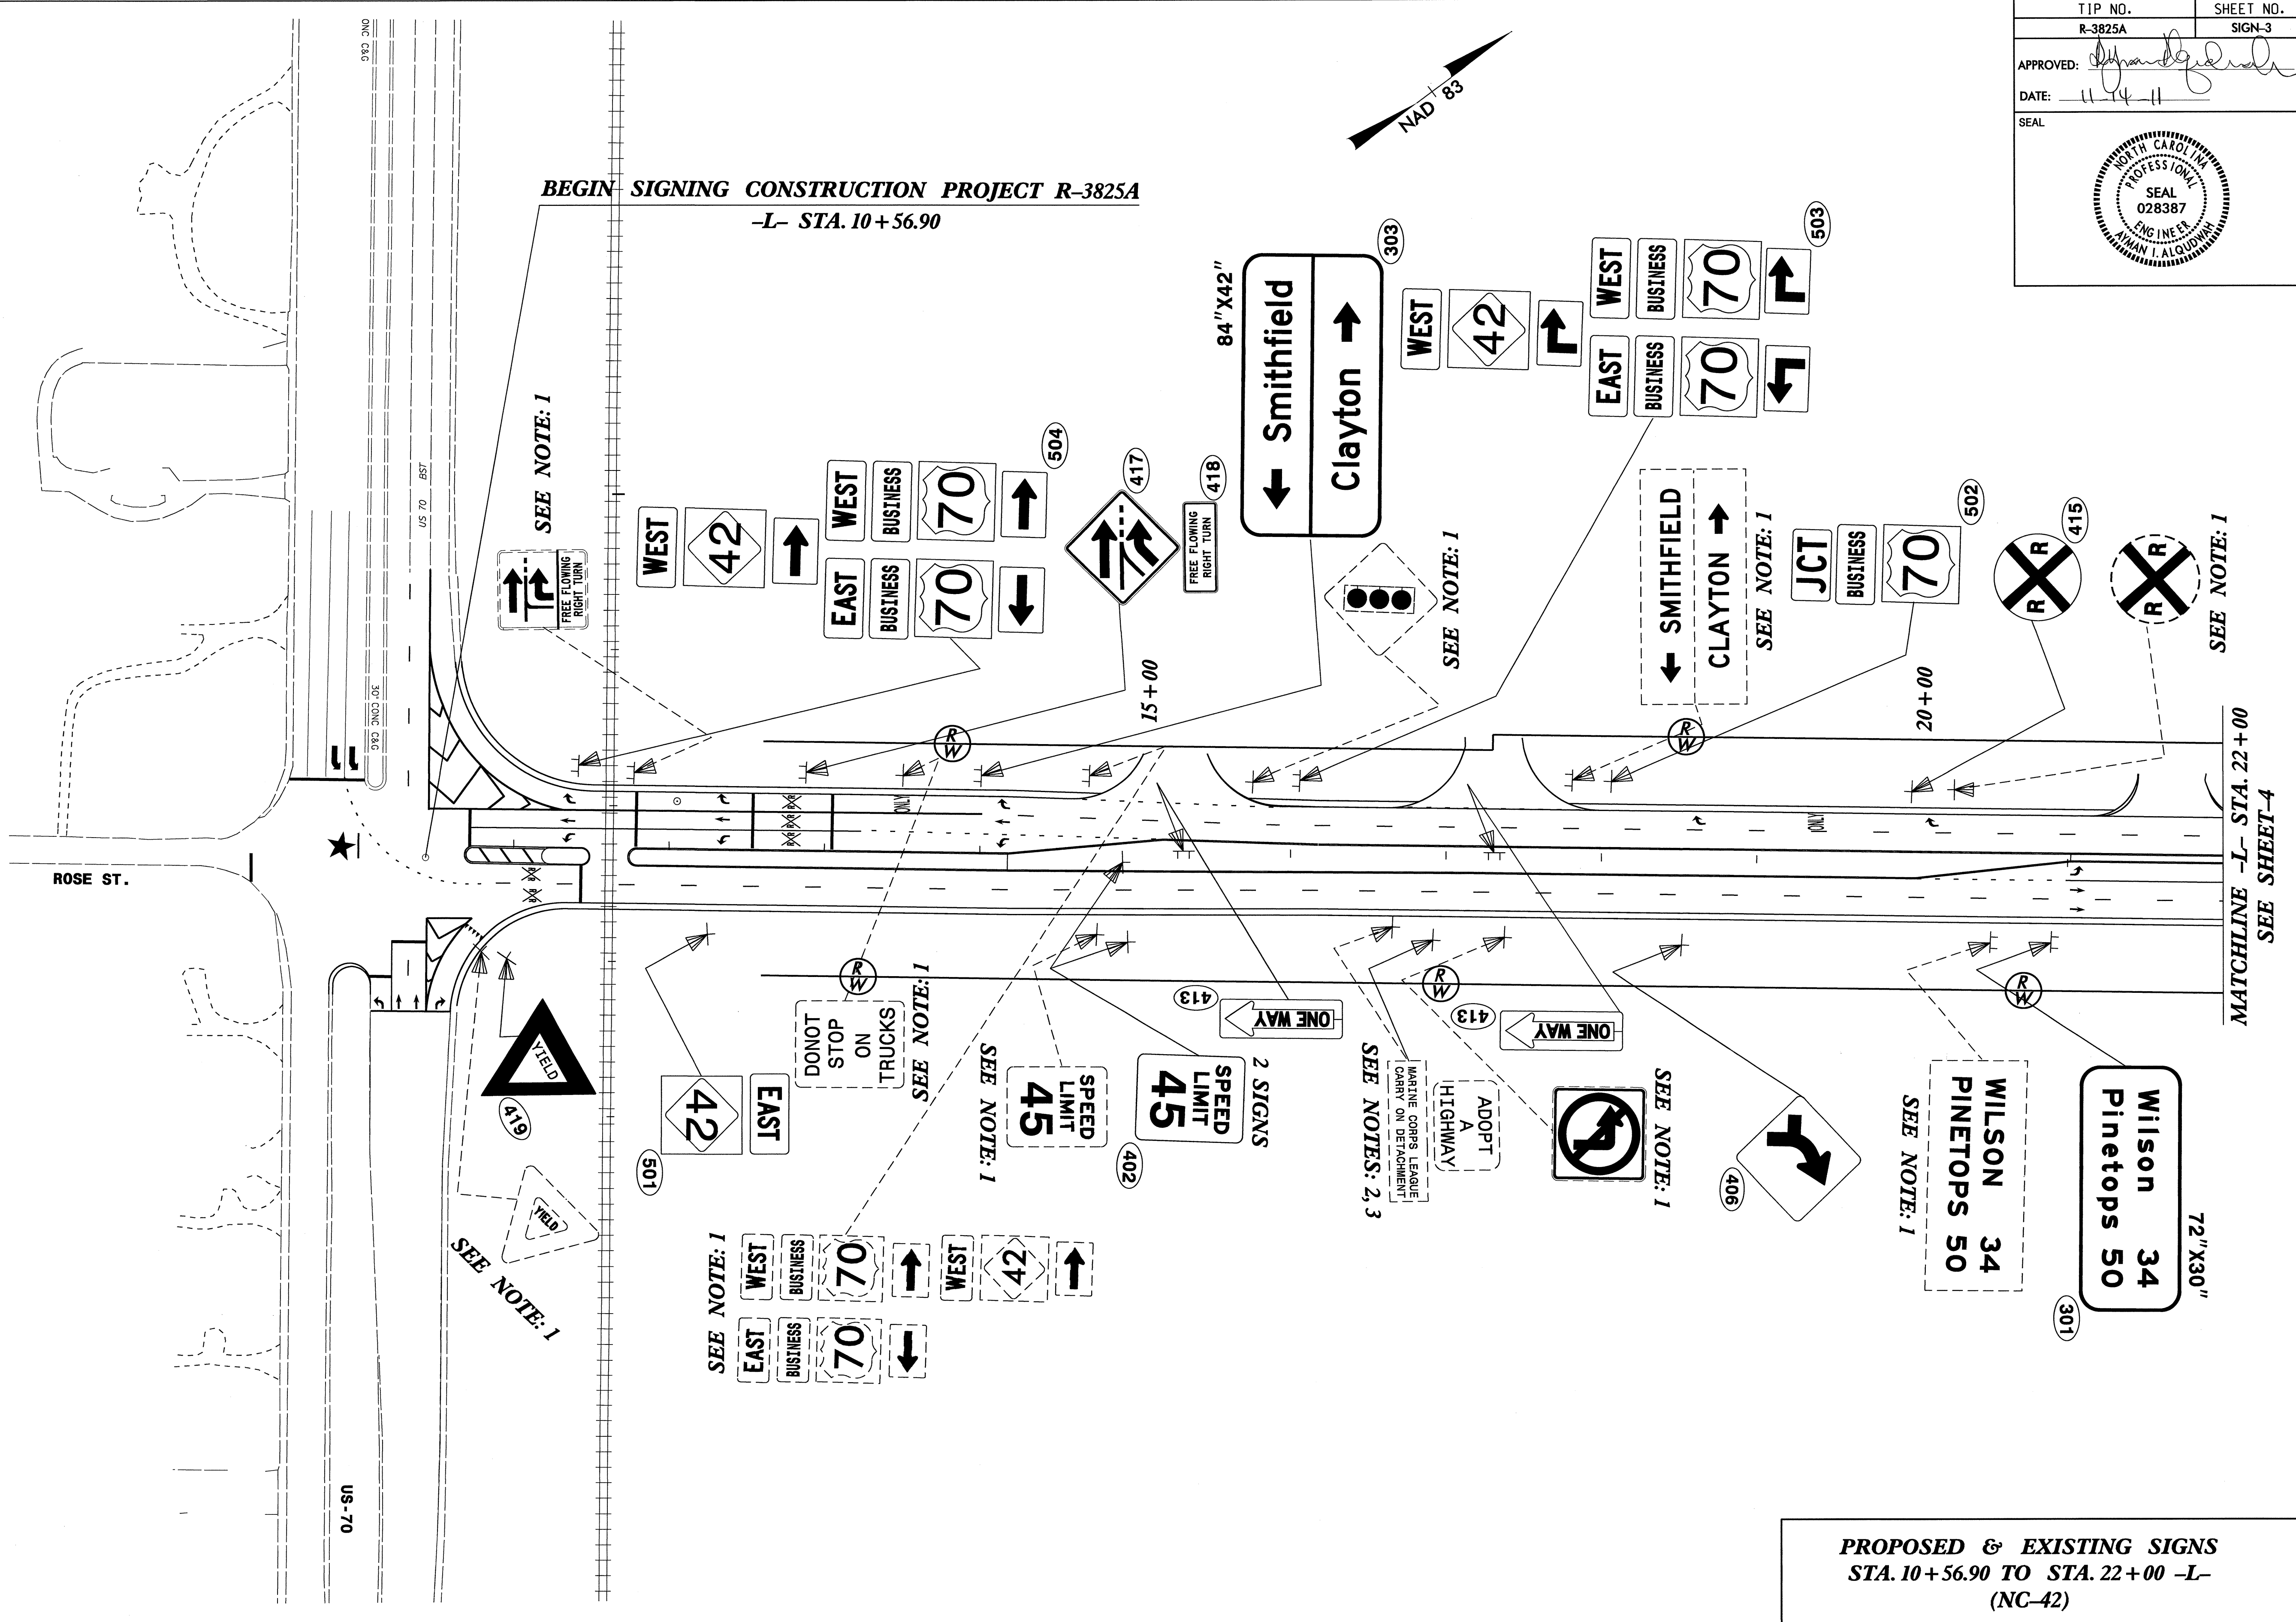 TIP NO. SHEET NO.
R-3825A SIGN-3
APPROVED:
DATE: 11-14-11
SEAL
NORTH CAROLINA
PROFESSIONAL
SEAL
028387
ENGINEER
AYMAN I. ALQUDWAH
NAD 83
BEGIN SIGNING CONSTRUCTION PROJECT R-3825A
-L- STA. 10+56.90
ONC C&G
US 70 BST
30" CONC C&G
SEE NOTE: 1
FREE FLOWING
RIGHT TURN
WEST
42
WEST
BUSINESS
70
EAST
BUSINESS
70
504
417
418
FREE FLOWING
RIGHT TURN
84"X42"
← Smithfield
Clayton →
303
SEE NOTE: 1
WEST
42
WEST
BUSINESS
70
EAST
BUSINESS
70
503
← SMITHFIELD
CLAYTON →
SEE NOTE: 1
JCT
BUSINESS
70
502
R R
415
R R
SEE NOTE: 1
15+00
20+00
R/W
R/W
ONLY
ONLY
R R
R R
R R
R R
R R
ROSE ST.
MATCHLINE -L- STA. 22+00
SEE SHEET-4
R/W
R/W
R/W
YIELD
419
YIELD
SEE NOTE: 1
EAST
42
501
DONOT
STOP
ON
TRUCKS
SEE NOTE: 1
SPEED
LIMIT
45
SEE NOTE: 1
SPEED
LIMIT
45
402
2 SIGNS
ONE WAY
413
ONE WAY
413
MARINE CORPS LEAGUE
CARRY ON DETACHMENT
SEE NOTES: 2, 3
ADOPT
A
HIGHWAY
SEE NOTE: 1
406
WILSON 34
PINETOPS 50
SEE NOTE: 1
Wilson 34
Pinetops 50
72"X30"
301
SEE NOTE: 1
WEST
BUSINESS
70
WEST
42
EAST
BUSINESS
70
US-70
PROPOSED & EXISTING SIGNS
STA. 10+56.90 TO STA. 22+00 -L-
(NC-42)